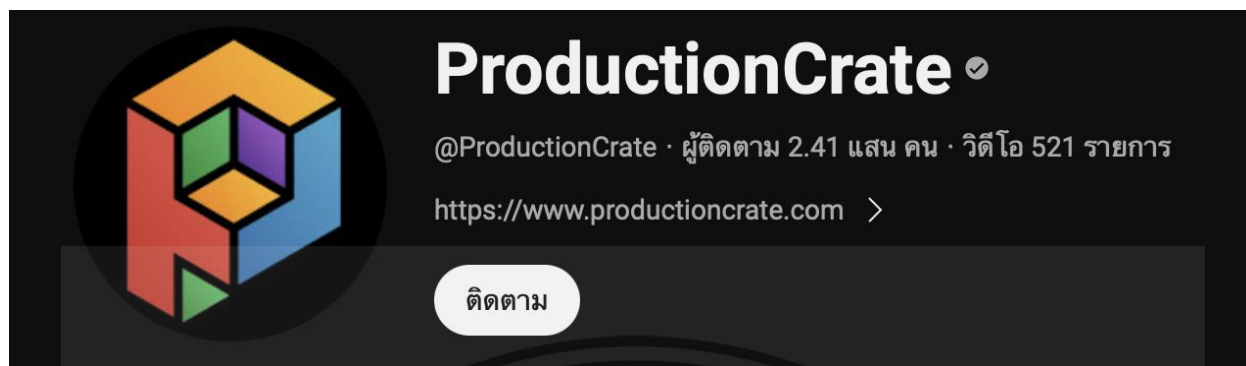 ProductionCrate
@ProductionCrate · ผู้ติดตาม 2.41 แสน คน · วิดีโอ 521 รายการ
https://www.productioncrate.com
ติดตาม